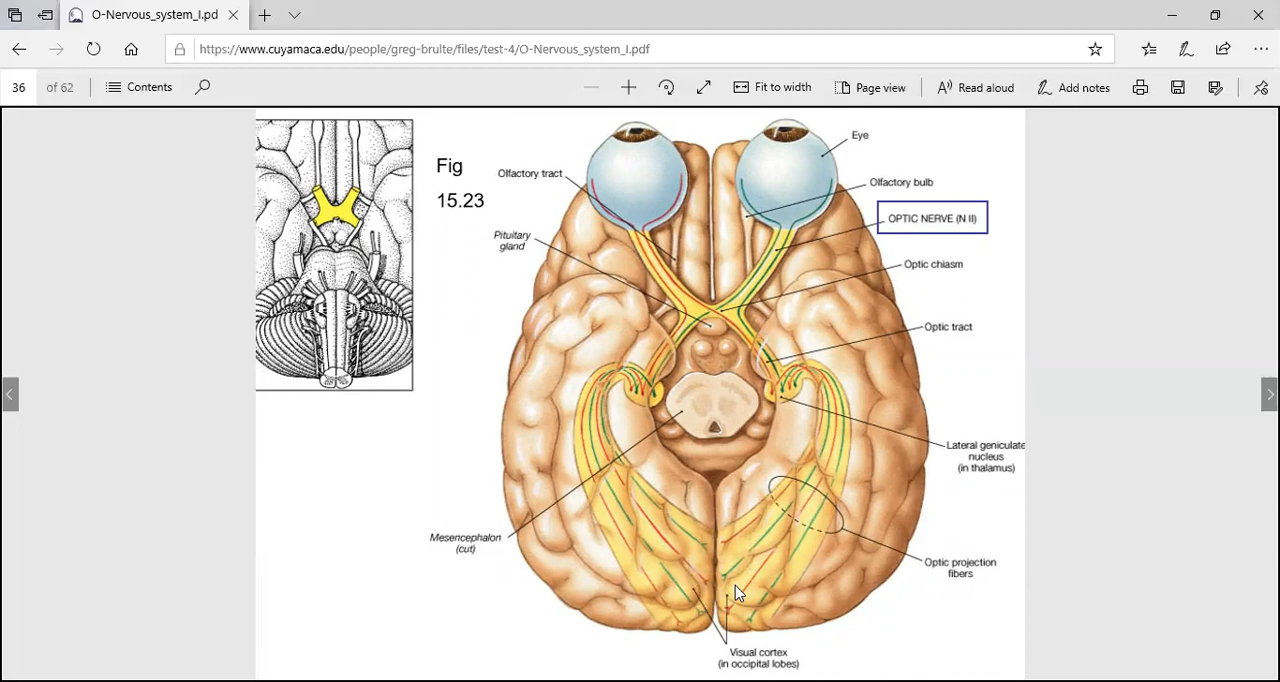 O-Nervous_system_I.pd
https://www.cuyamaca.edu/people/greg-brulte/files/test-4/O-Nervous_system_I.pdf
36 of 62 Contents Fit to width Page view Read aloud Add notes
Fig
15.23
Olfactory tract
Pituitary
gland
Mesencephalon
(cut)
Eye
Olfactory bulb
OPTIC NERVE (N II)
Optic chiasm
Optic tract
Lateral geniculate
nucleus
(in thalamus)
Optic projection
fibers
Visual cortex
(in occipital lobes)